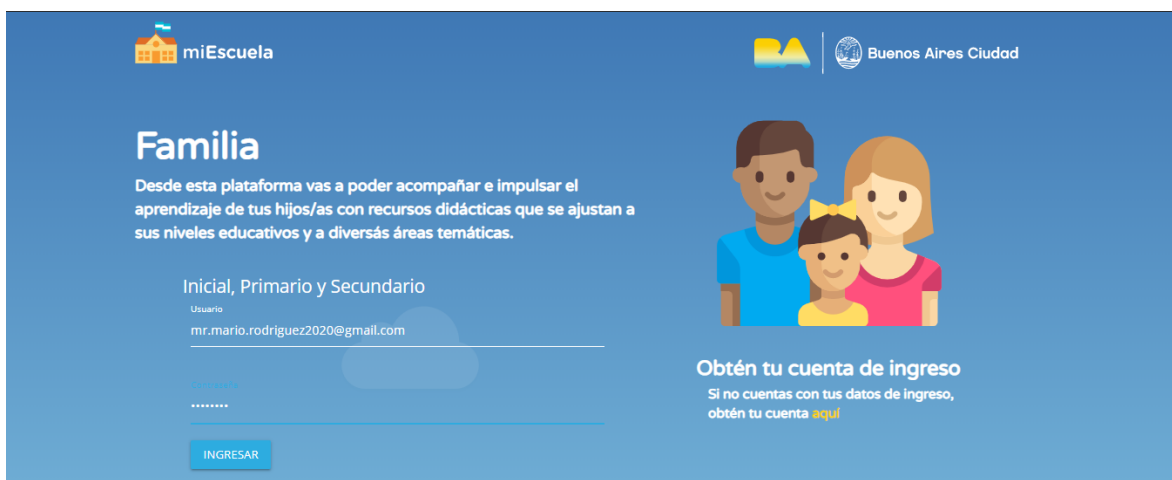 miEscuela
BA
Buenos Aires Ciudad
Familia
Desde esta plataforma vas a poder acompañar e impulsar el
aprendizaje de tus hijos/as con recursos didácticas que se ajustan a
sus niveles educativos y a diversás áreas temáticas.
Inicial, Primario y Secundario
Usuario
mr.mario.rodriguez2020@gmail.com
Contraseña
••••••••
INGRESAR
Obtén tu cuenta de ingreso
Si no cuentas con tus datos de ingreso,
obtén tu cuenta aquí